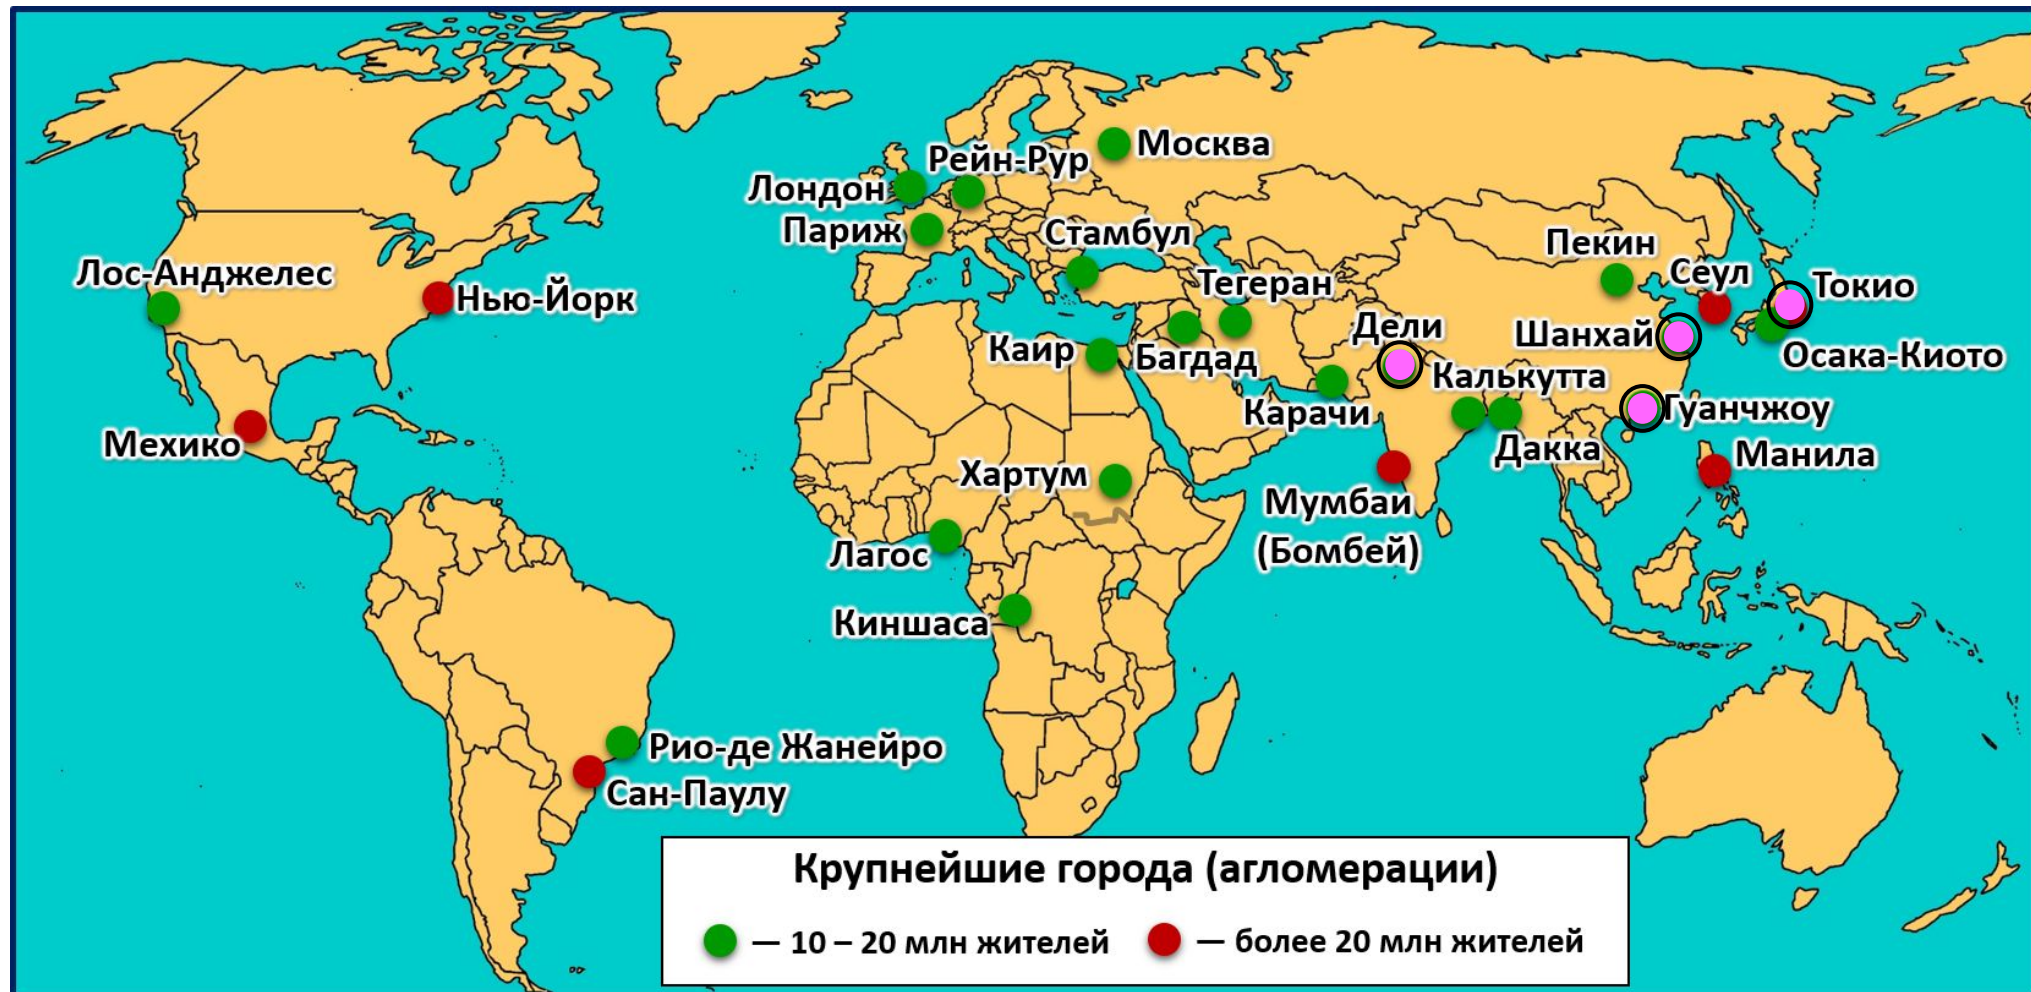 Москва
Рейн-Рур
Лондон
Париж
Стамбул
Пекин
Сеул
Лос-Анджелес
Тегеран
Токио
Нью-Йорк
Дели
Шанхай
Каир
Багдад
Осака-Киото
Калькутта
Карачи
Гуанчжоу
Мехико
Дакка
Манила
Хартум
Мумбаи
(Бомбей)
Лагос
Киншаса
Рио-де Жанейро
Сан-Паулу
Крупнейшие города (агломерации)
— 10 – 20 млн жителей
— более 20 млн жителей